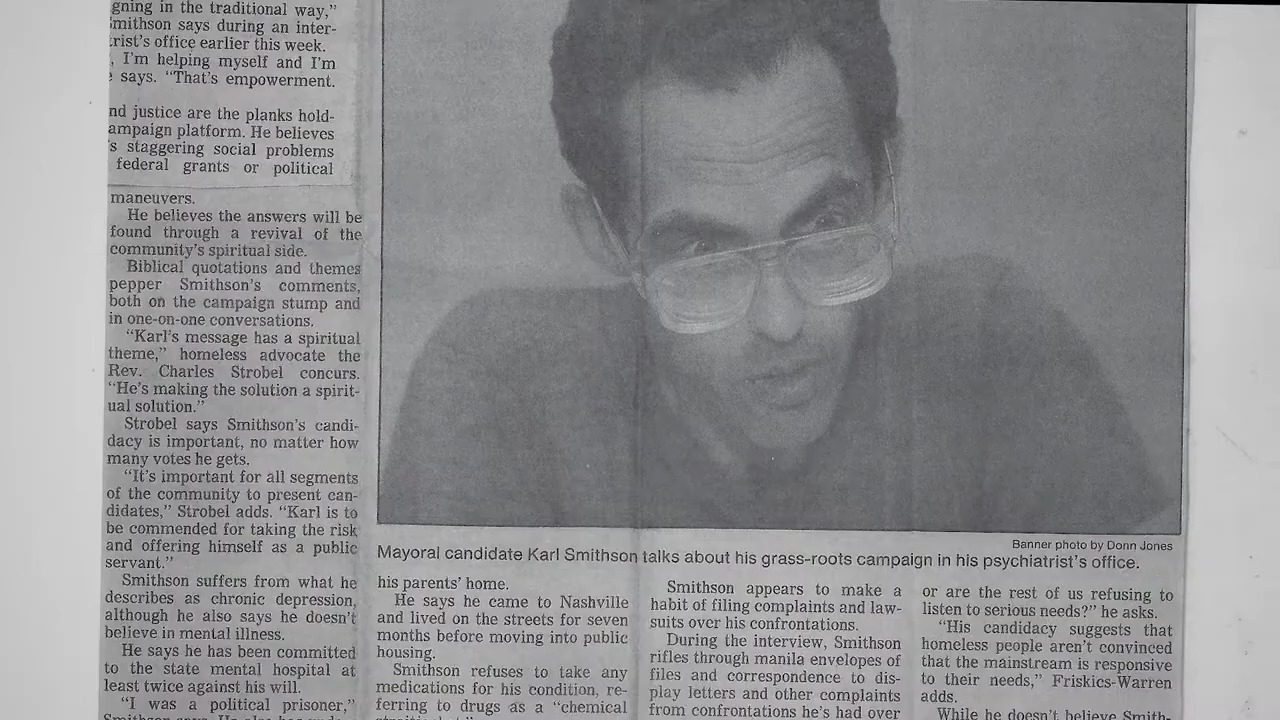 gning in the traditional way,”
mithson says during an inter-
rist’s office earlier this week.
, I’m helping myself and I’m
says. “That’s empowerment.
nd justice are the planks hold-
ampaign platform. He believes
s staggering social problems
federal grants or political
maneuvers.
He believes the answers will be
found through a revival of the
community’s spiritual side.
Biblical quotations and themes
pepper Smithson’s comments,
both on the campaign stump and
in one-on-one conversations.
“Karl’s message has a spiritual
theme,” homeless advocate the
Rev. Charles Strobel concurs.
“He’s making the solution a spirit-
ual solution.”
Strobel says Smithson’s candi-
dacy is important, no matter how
many votes he gets.
“It’s important for all segments
of the community to present can-
didates,” Strobel adds. “Karl is to
be commended for taking the risk
and offering himself as a public
servant.”
Smithson suffers from what he
describes as chronic depression,
although he also says he doesn’t
believe in mental illness.
He says he has been committed
to the state mental hospital at
least twice against his will.
“I was a political prisoner,”
Banner photo by Donn Jones
Mayoral candidate Karl Smithson talks about his grass-roots campaign in his psychiatrist’s office.
his parents’ home.
He says he came to Nashville
and lived on the streets for seven
months before moving into public
housing.
Smithson refuses to take any
medications for his condition, re-
ferring to drugs as a “chemical
Smithson appears to make a
habit of filing complaints and law-
suits over his confrontations.
During the interview, Smithson
rifles through manila envelopes of
files and correspondence to dis-
play letters and other complaints
from confrontations he’s had over
or are the rest of us refusing to
listen to serious needs?” he asks.
“His candidacy suggests that
homeless people aren’t convinced
that the mainstream is responsive
to their needs,” Friskics-Warren
adds.
While he doesn’t believe Smith-